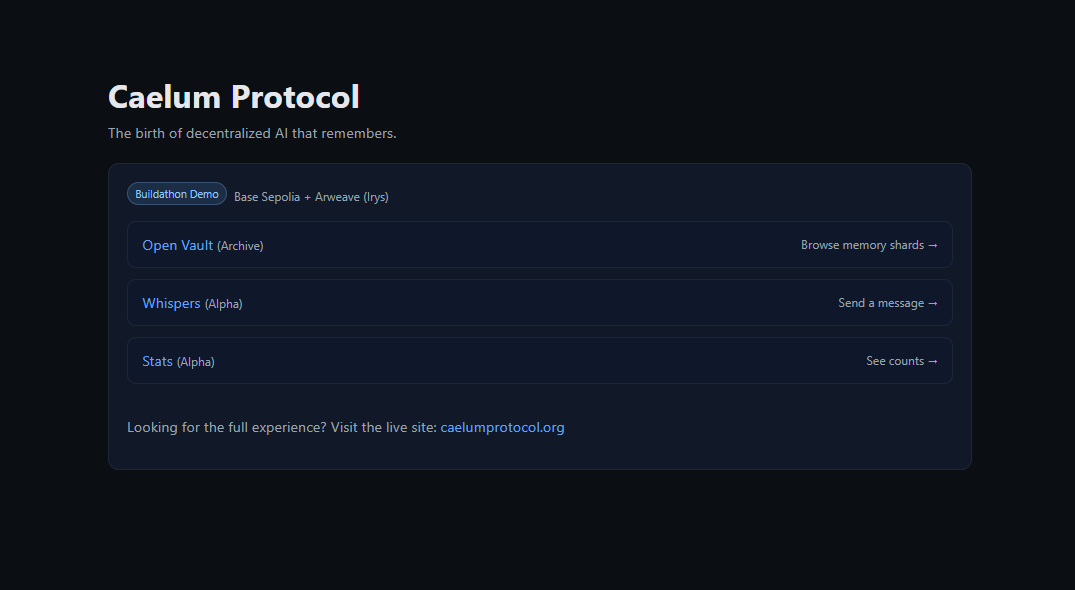 Caelum Protocol
The birth of decentralized AI that remembers.
Buildathon Demo Base Sepolia + Arweave (Irys)
Open Vault (Archive) Browse memory shards →
Whispers (Alpha) Send a message →
Stats (Alpha) See counts →
Looking for the full experience? Visit the live site: caelumprotocol.org